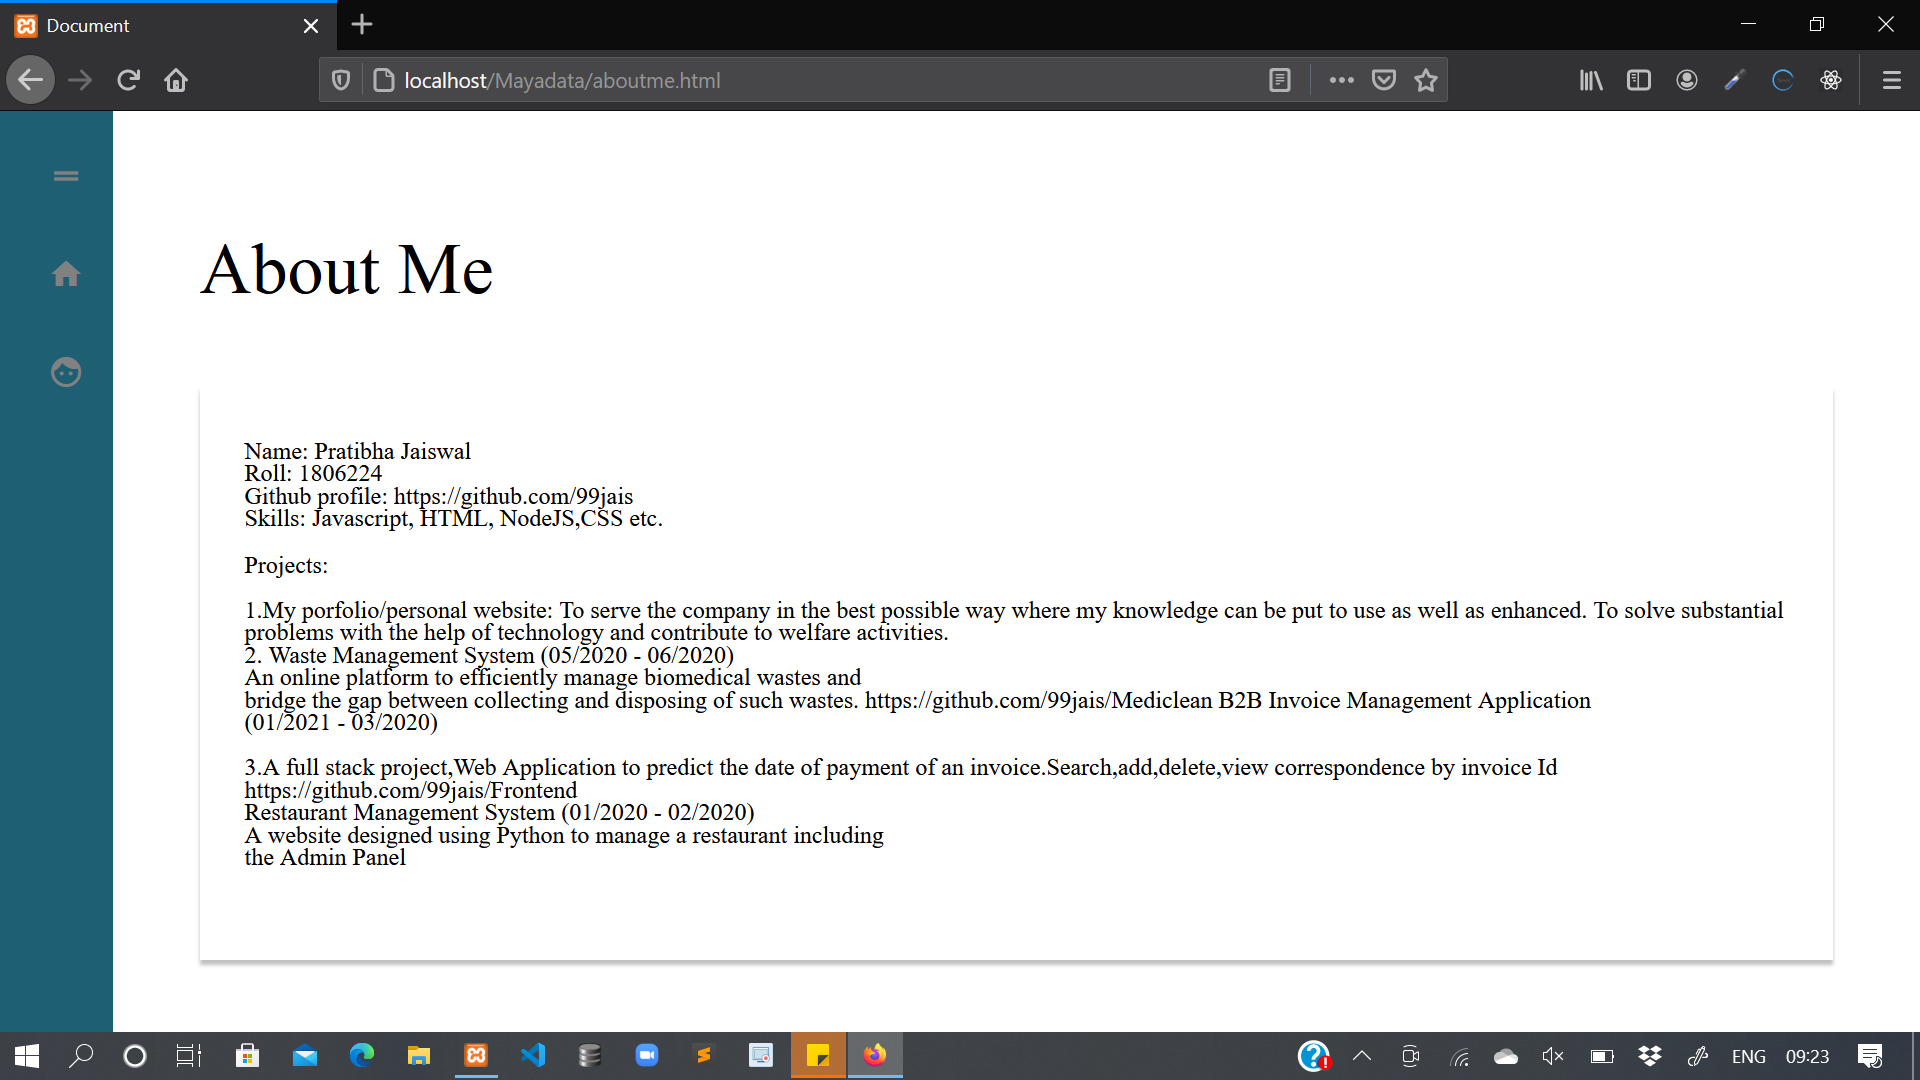 Document
localhost/Mayadata/aboutme.html
About Me
Name: Pratibha Jaiswal
Roll: 1806224
Github profile: https://github.com/99jais
Skills: Javascript, HTML, NodeJS,CSS etc.
Projects:
1.My porfolio/personal website: To serve the company in the best possible way where my knowledge can be put to use as well as enhanced. To solve substantial
problems with the help of technology and contribute to welfare activities.
2. Waste Management System (05/2020 - 06/2020)
An online platform to efficiently manage biomedical wastes and
bridge the gap between collecting and disposing of such wastes. https://github.com/99jais/Mediclean B2B Invoice Management Application
(01/2021 - 03/2020)
3.A full stack project,Web Application to predict the date of payment of an invoice.Search,add,delete,view correspondence by invoice Id
https://github.com/99jais/Frontend
Restaurant Management System (01/2020 - 02/2020)
A website designed using Python to manage a restaurant including
the Admin Panel
ENG 09:23